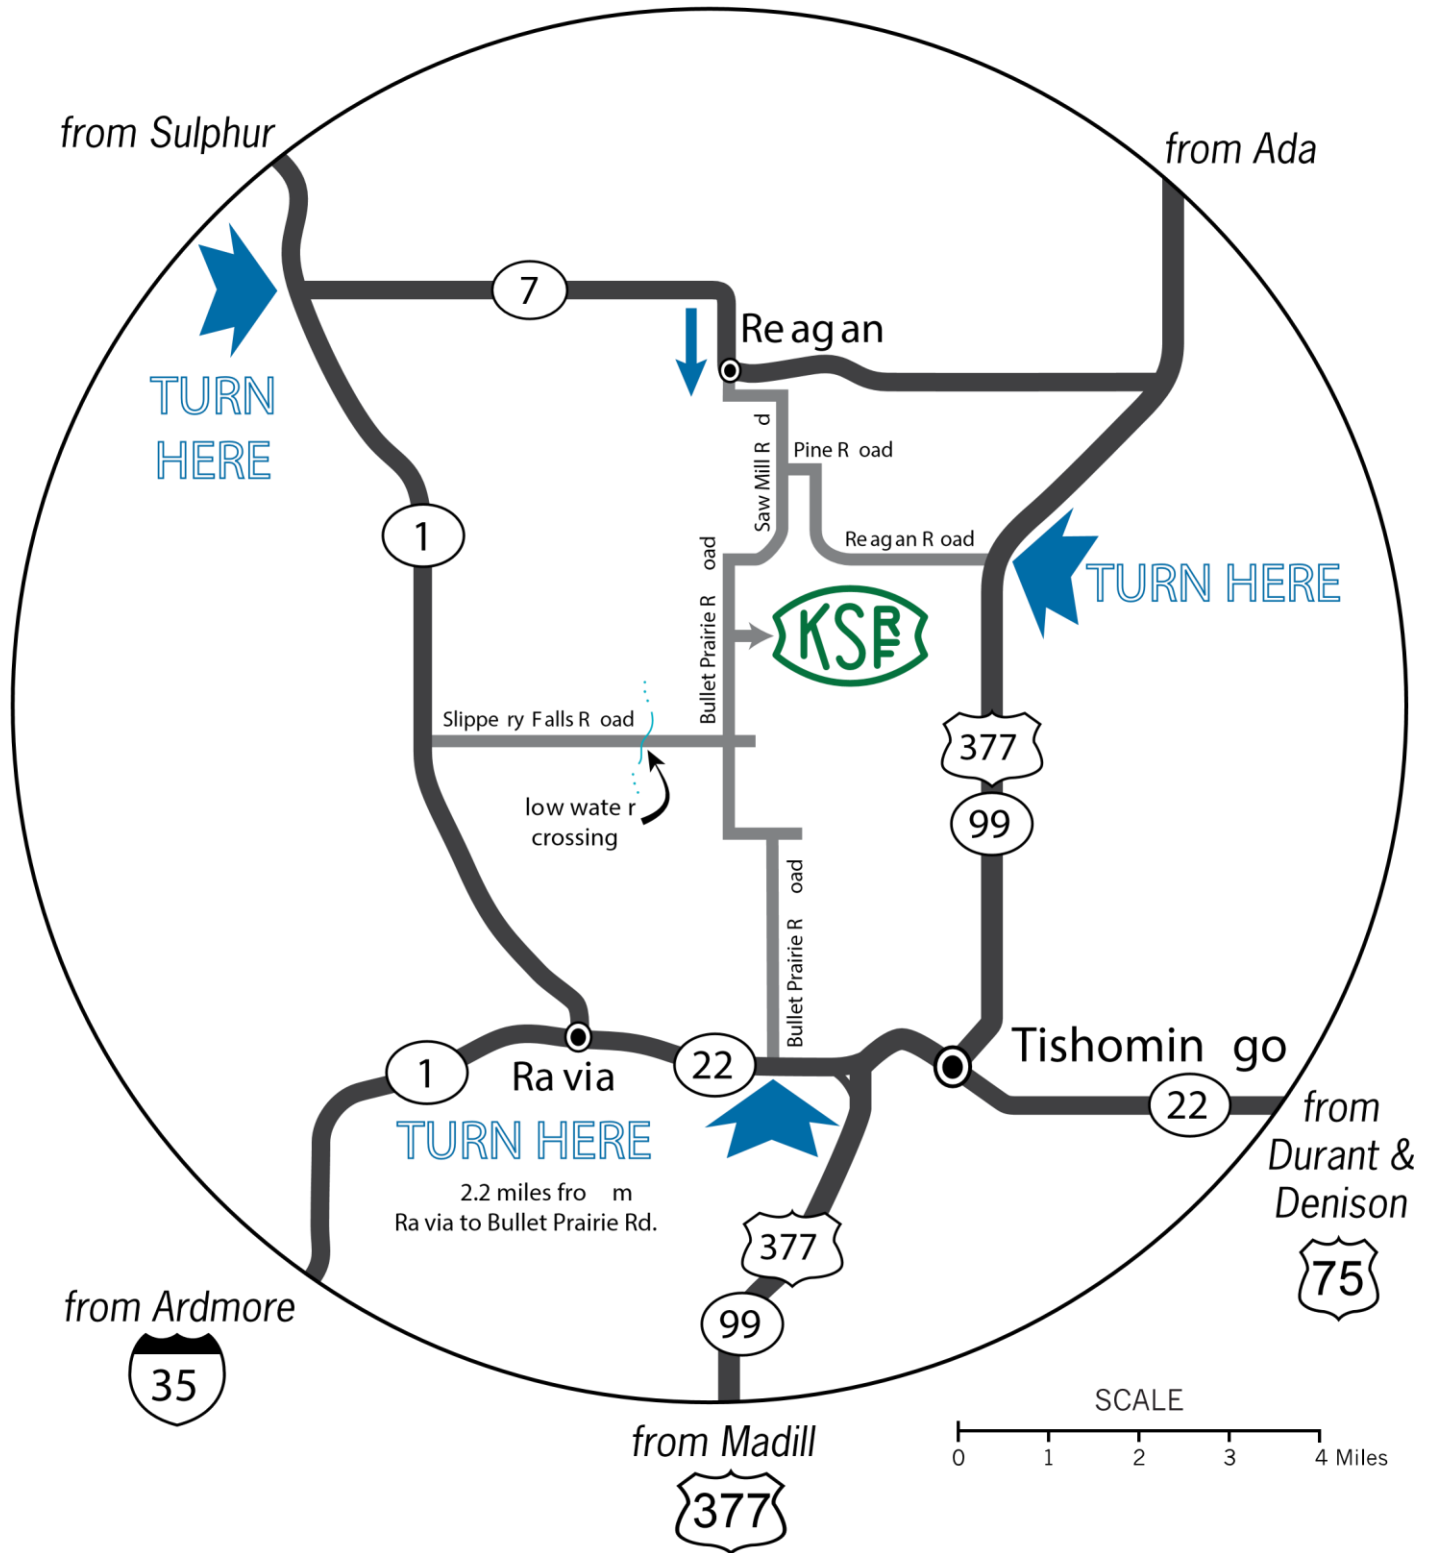 from Sulphur
from Ada
7
Reagan
TURN
HERE
Saw Mill Rd
Pine Road
1
Reagan Road
TURN HERE
Bullet Prairie Road
KSRF
Slippery Falls Road
377
low water
crossing
99
Bullet Prairie Road
Tishomingo
22
1
Ravia
22
from
Durant &
Denison
75
TURN HERE
2.2 miles from
Ravia to Bullet Prairie Rd.
377
from Ardmore
35
99
SCALE
0 1 2 3 4 Miles
from Madill
377